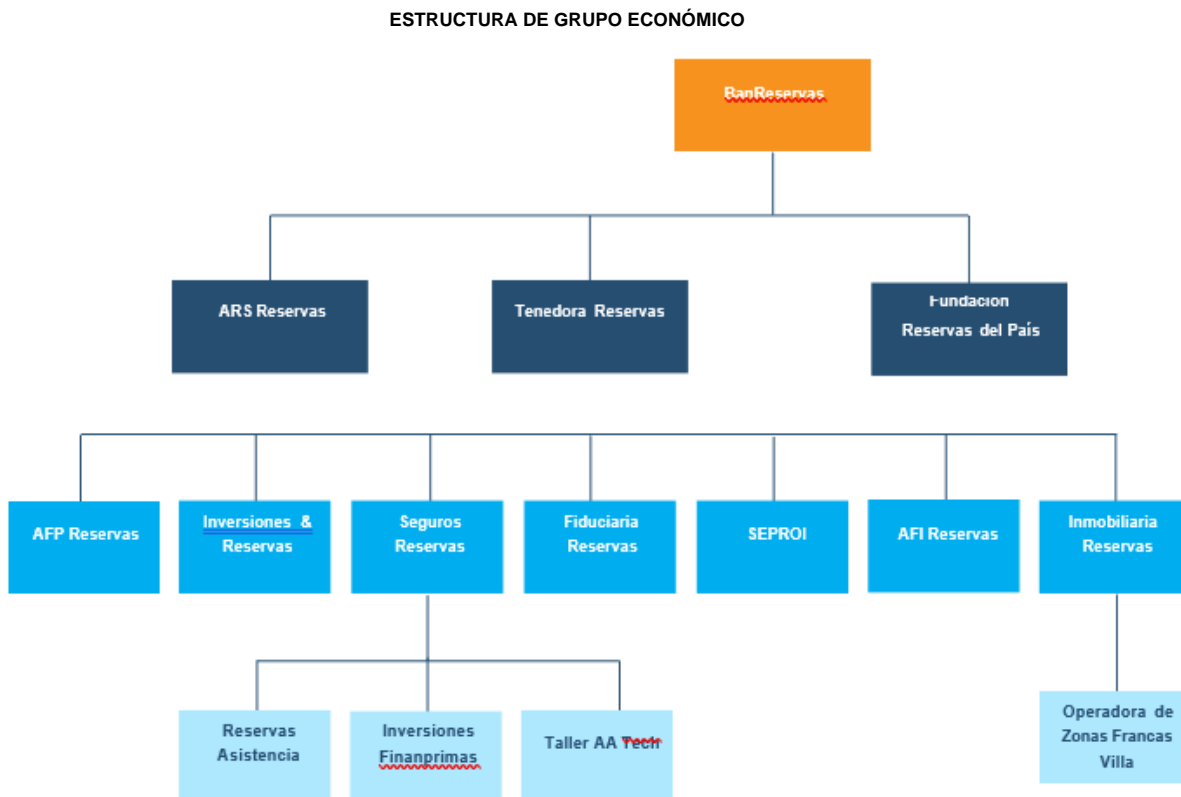 ESTRUCTURA DE GRUPO ECONÓMICO
BanReservas
ARS Reservas
Tenedora Reservas
Fundación
Reservas del País
AFP Reservas
Inversiones &
Reservas
Seguros
Reservas
Fiduciaria
Reservas
SEPROI
AFI Reservas
Inmobiliaria
Reservas
Reservas
Asistencia
Inversiones
Finanprimas
Taller AA Tech
Operadora de
Zonas Francas
Villa